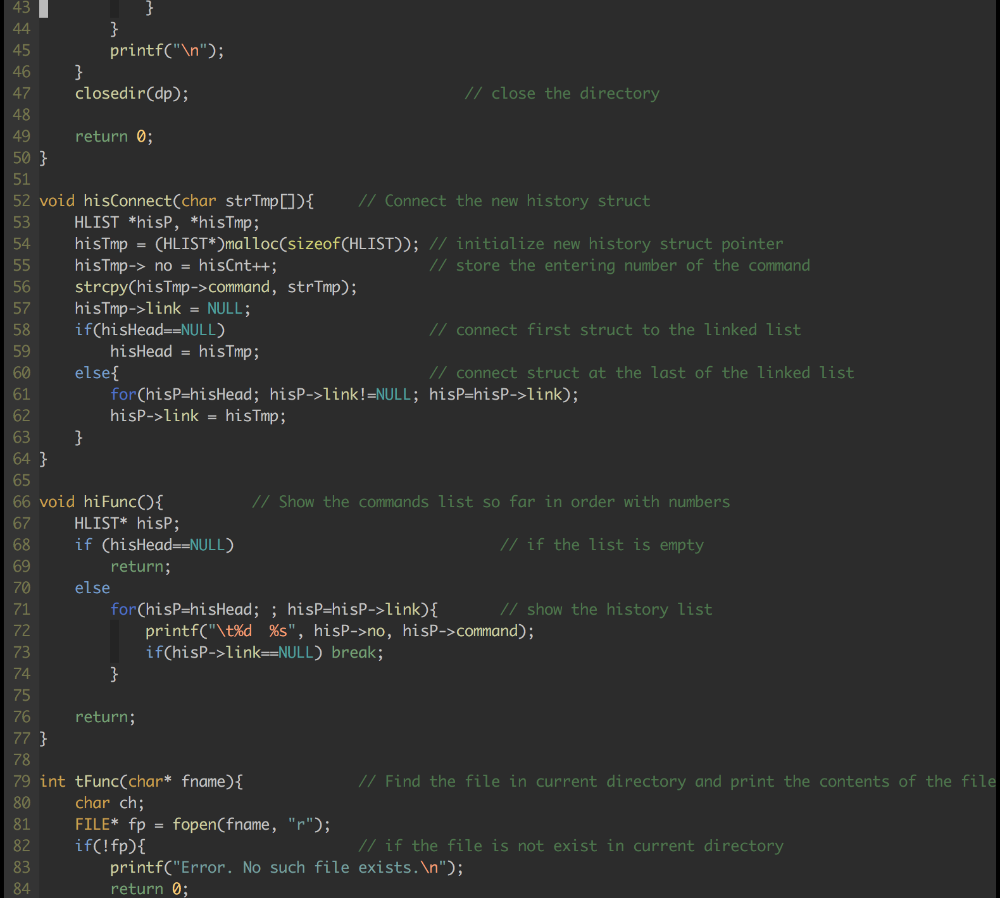 43             }
44         }
45         printf("\n");
46     }
47     closedir(dp);                               // close the directory
48
49     return 0;
50 }
51
52 void hisConnect(char strTmp[]){     // Connect the new history struct
53     HLIST *hisP, *hisTmp;
54     hisTmp = (HLIST*)malloc(sizeof(HLIST)); // initialize new history struct pointer
55     hisTmp-> no = hisCnt++;                 // store the entering number of the command
56     strcpy(hisTmp->command, strTmp);
57     hisTmp->link = NULL;
58     if(hisHead==NULL)                       // connect first struct to the linked list
59         hisHead = hisTmp;
60     else{                                   // connect struct at the last of the linked list
61         for(hisP=hisHead; hisP->link!=NULL; hisP=hisP->link);
62         hisP->link = hisTmp;
63     }
64 }
65
66 void hiFunc(){          // Show the commands list so far in order with numbers
67     HLIST* hisP;
68     if (hisHead==NULL)                              // if the list is empty
69         return;
70     else
71         for(hisP=hisHead; ; hisP=hisP->link){       // show the history list
72             printf("\t%d  %s", hisP->no, hisP->command);
73             if(hisP->link==NULL) break;
74         }
75
76     return;
77 }
78
79 int tFunc(char* fname){             // Find the file in current directory and print the contents of the file
80     char ch;
81     FILE* fp = fopen(fname, "r");
82     if(!fp){                        // if the file is not exist in current directory
83         printf("Error. No such file exists.\n");
84         return 0;